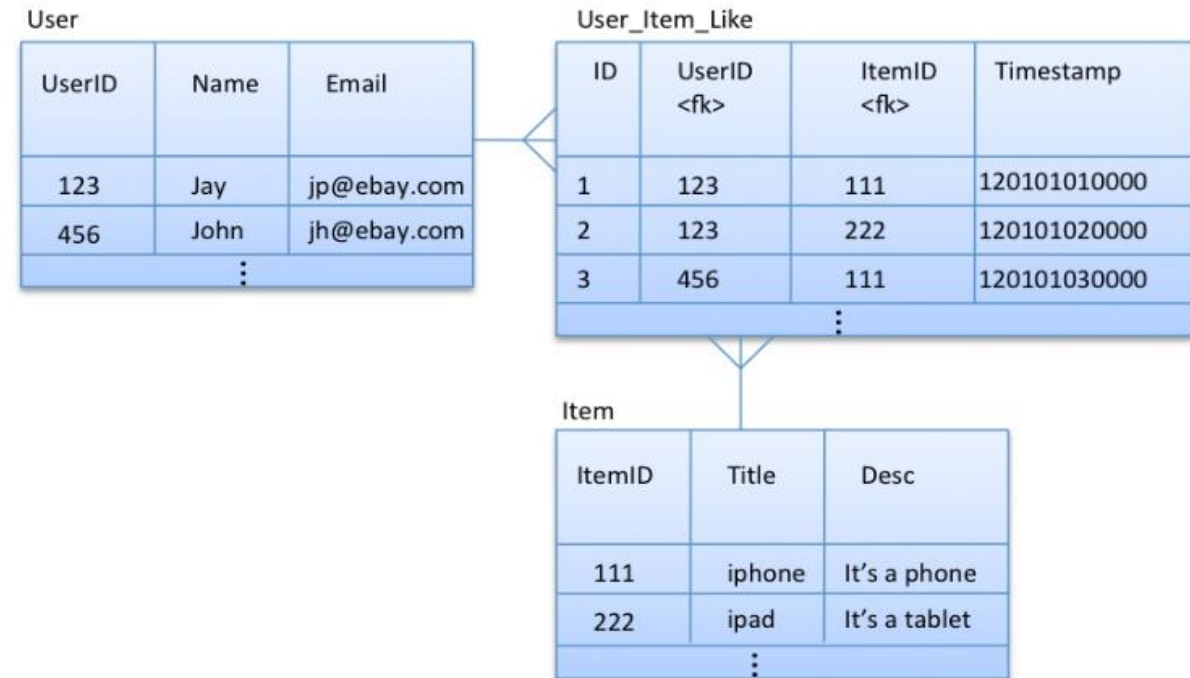 User
UserID Name Email
123 Jay jp@ebay.com
456 John jh@ebay.com
User_Item_Like
ID UserID ItemID Timestamp
<fk> <fk>
1 123 111 120101010000
2 123 222 120101020000
3 456 111 120101030000
Item
ItemID Title Desc
111 iphone It's a phone
222 ipad It's a tablet